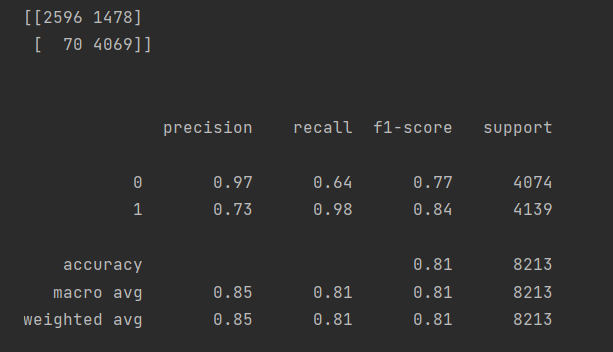 [[2596 1478]
[ 70 4069]]
precision recall f1-score support
0 0.97 0.64 0.77 4074
1 0.73 0.98 0.84 4139
accuracy 0.81 8213
macro avg 0.85 0.81 0.81 8213
weighted avg 0.85 0.81 0.81 8213